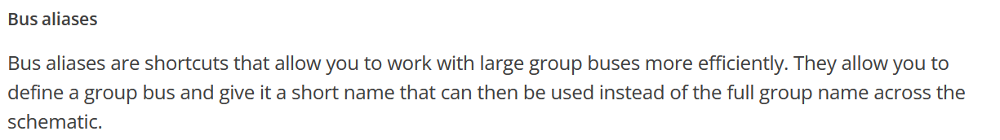 Bus aliases
Bus aliases are shortcuts that allow you to work with large group buses more efficiently. They allow you to
define a group bus and give it a short name that can then be used instead of the full group name across the
schematic.